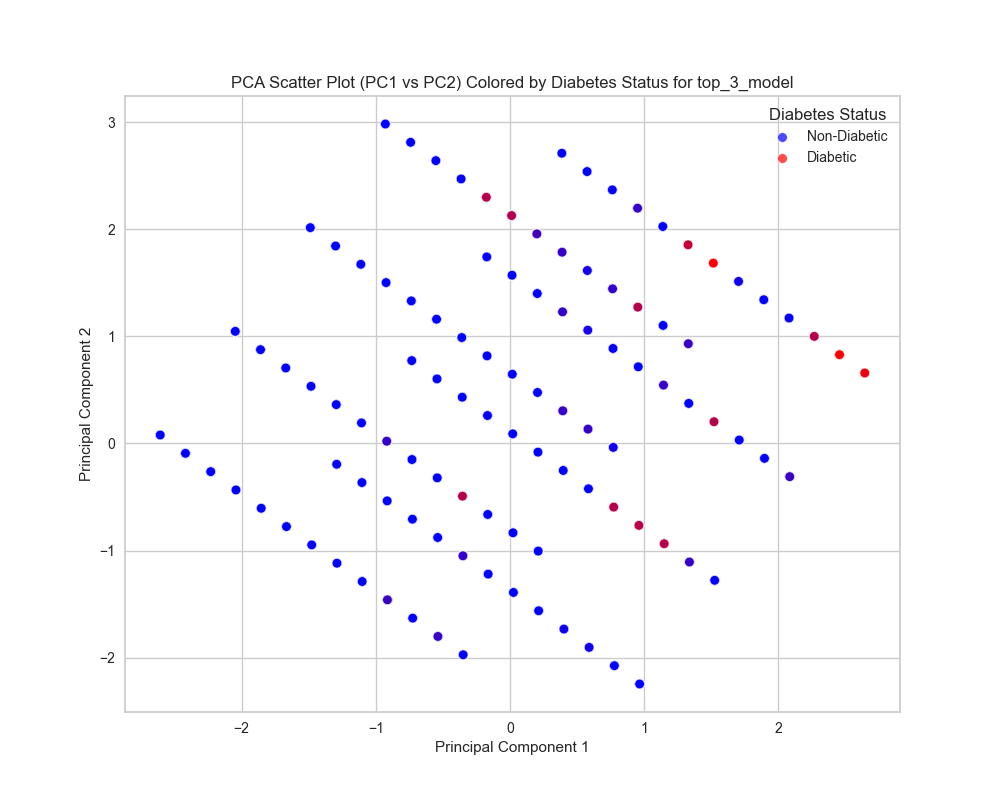 PCA Scatter Plot (PC1 vs PC2) Colored by Diabetes Status for top_3_model
Diabetes Status
Non-Diabetic
Diabetic
3
2
1
0
−1
−2
Principal Component 2
−2
−1
0
1
2
Principal Component 1